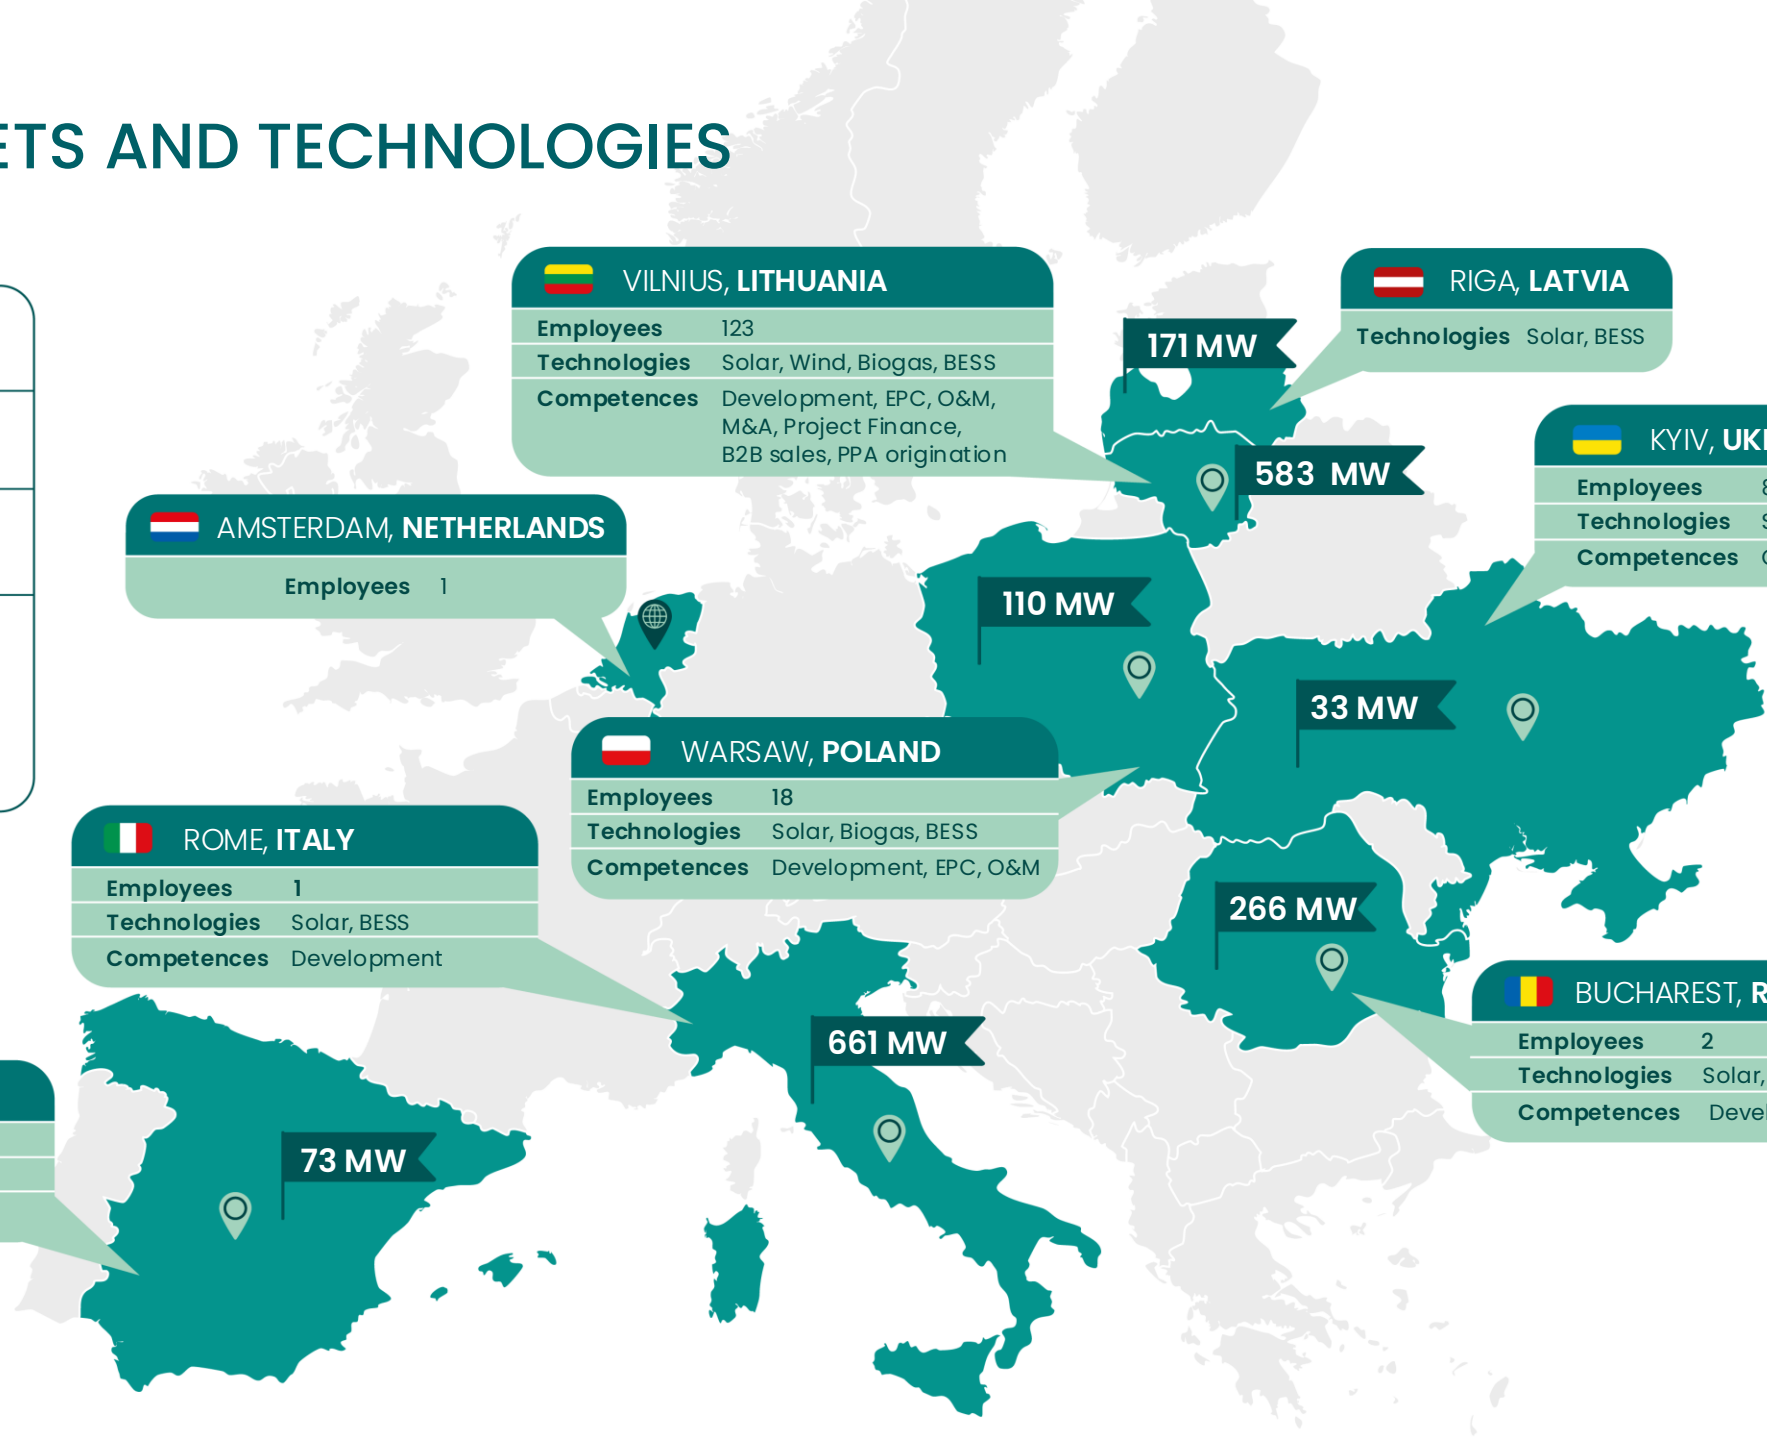 ETS AND TECHNOLOGIES
VILNIUS, LITHUANIA
Employees 123
Technologies Solar, Wind, Biogas, BESS
Competences Development, EPC, O&M,
M&A, Project Finance,
B2B sales, PPA origination
RIGA, LATVIA
Technologies Solar, BESS
171 MW
583 MW
KYIV, UK
Employees
Technologies
Competences
AMSTERDAM, NETHERLANDS
Employees 1
110 MW
33 MW
WARSAW, POLAND
Employees 18
Technologies Solar, Biogas, BESS
Competences Development, EPC, O&M
ROME, ITALY
Employees 1
Technologies Solar, BESS
Competences Development
266 MW
BUCHAREST, R
Employees 2
Technologies Solar,
Competences Devel
661 MW
73 MW